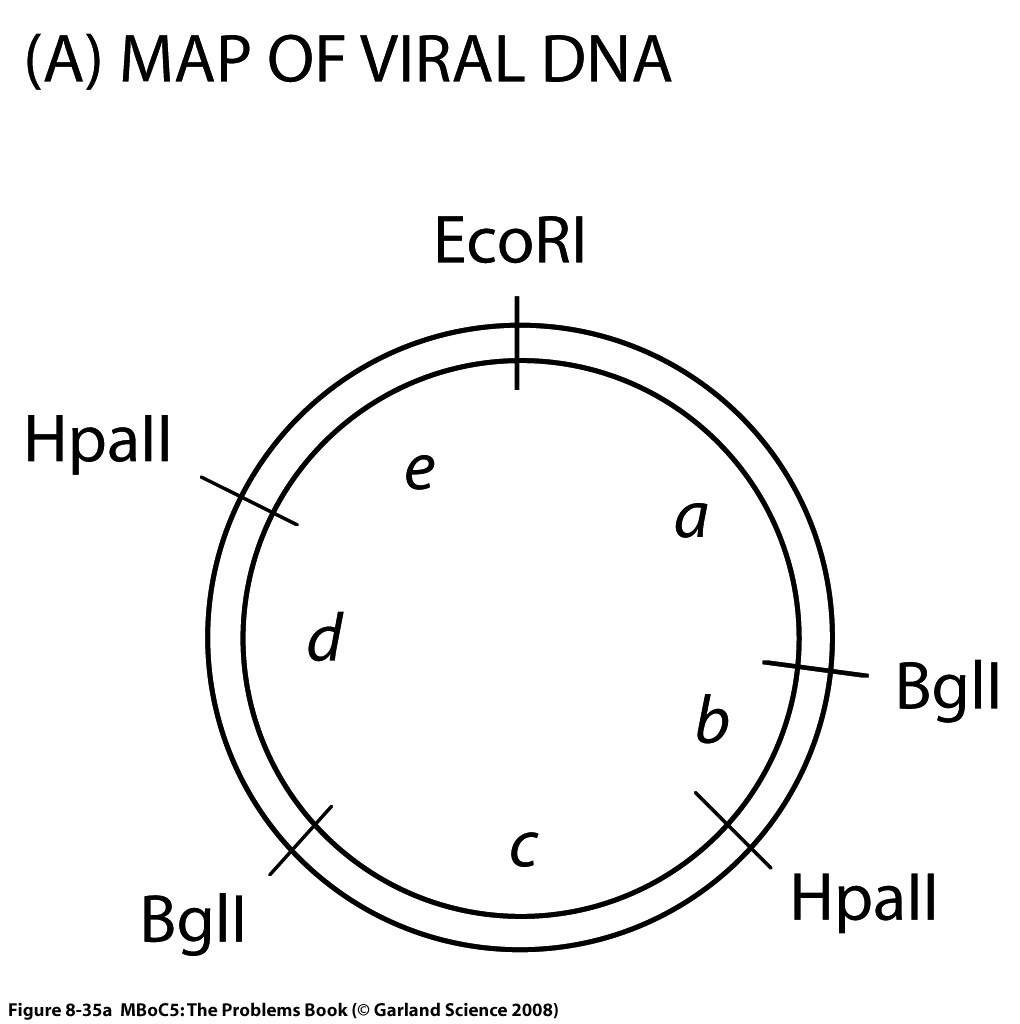 (A) MAP OF VIRAL DNA
EcoRI
HpaII
e
a
d
BglI
b
c
HpaII
BglI
Figure 8-35a MBoC5: The Problems Book (© Garland Science 2008)